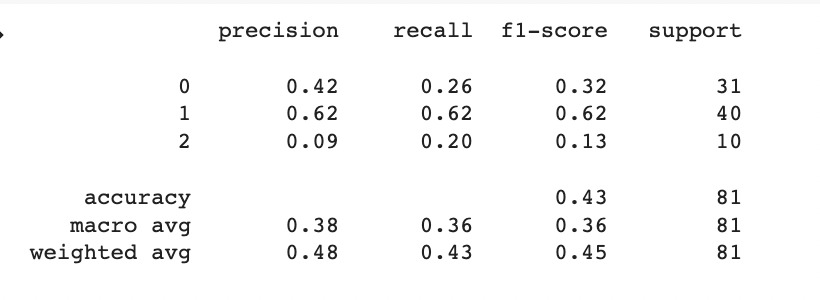 precision recall f1-score support
0 0.42 0.26 0.32 31
1 0.62 0.62 0.62 40
2 0.09 0.20 0.13 10
accuracy 0.43 81
macro avg 0.38 0.36 0.36 81
weighted avg 0.48 0.43 0.45 81